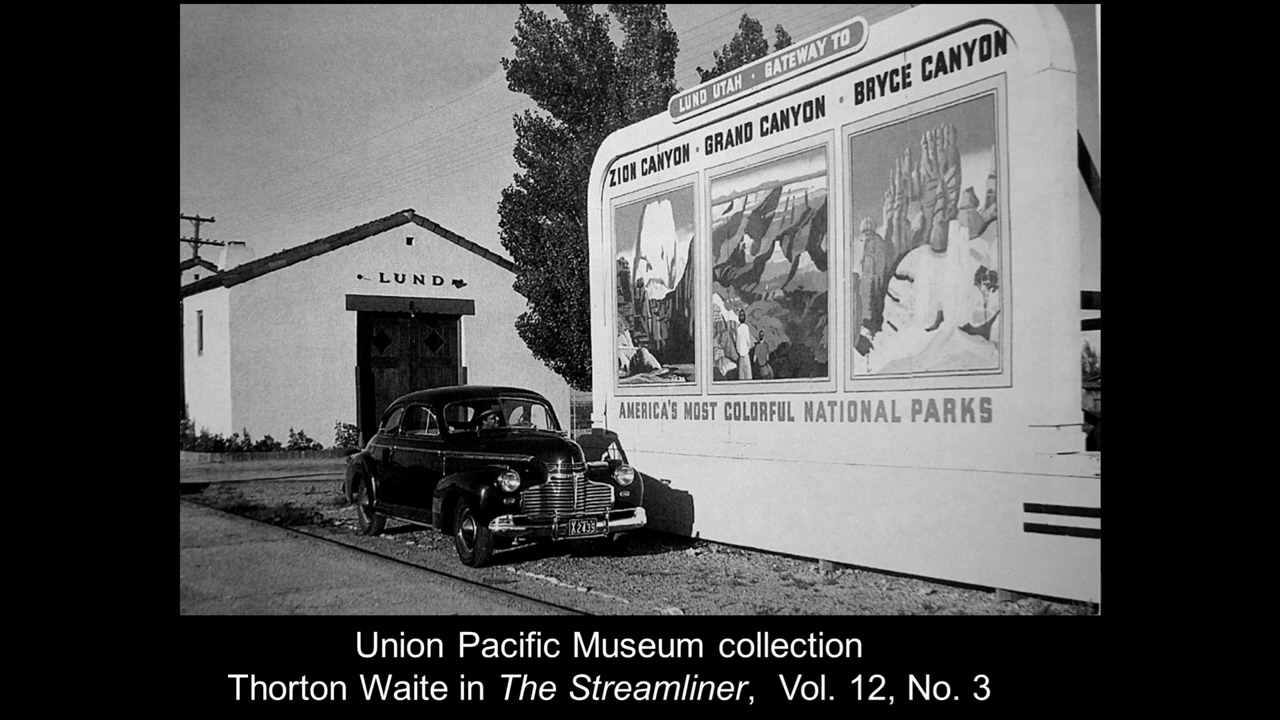 LUND UTAH · GATEWAY TO
ZION CANYON · GRAND CANYON · BRYCE CANYON
LUND
AMERICA'S MOST COLORFUL NATIONAL PARKS
Union Pacific Museum collection
Thorton Waite in The Streamliner, Vol. 12, No. 3